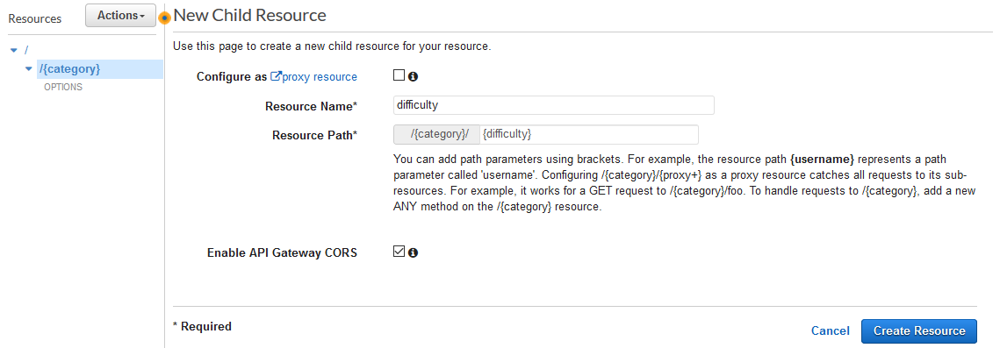 Resources
Actions
/
/{category}
OPTIONS
New Child Resource
Use this page to create a new child resource for your resource.
Configure as proxy resource
Resource Name*
difficulty
Resource Path*
/{category}/
{difficulty}
You can add path parameters using brackets. For example, the resource path {username} represents a path
parameter called 'username'. Configuring /{category}/{proxy+} as a proxy resource catches all requests to its sub-
resources. For example, it works for a GET request to /{category}/foo. To handle requests to /{category}, add a new
ANY method on the /{category} resource.
Enable API Gateway CORS
* Required
Cancel
Create Resource